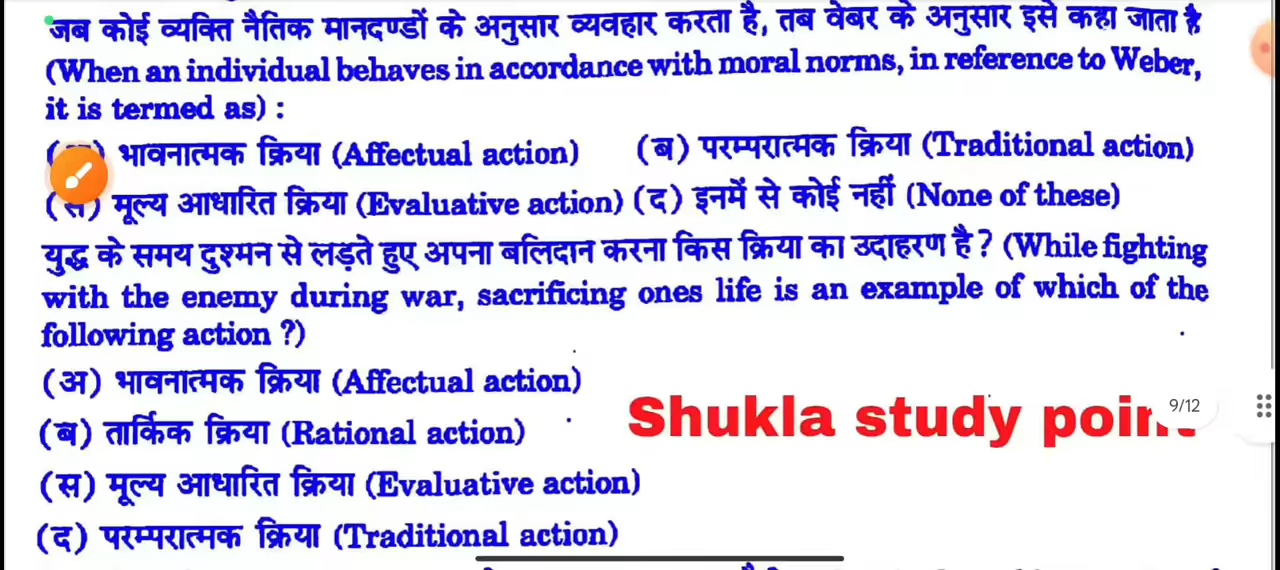 जब कोई व्यक्ति नैतिक मानदण्डों के अनुसार व्यवहार करता है, तब वेबर के अनुसार इसे कहा जाता है
(When an individual behaves in accordance with moral norms, in reference to Weber,
it is termed as) :
भावनात्मक क्रिया (Affectual action) (ब) परम्परात्मक क्रिया (Traditional action)
(स) मूल्य आधारित क्रिया (Evaluative action) (द) इनमें से कोई नहीं (None of these)
युद्ध के समय दुश्मन से लड़ते हुए अपना बलिदान करना किस क्रिया का उदाहरण है? (While fighting
with the enemy during war, sacrificing ones life is an example of which of the
following action ?)
(अ) भावनात्मक क्रिया (Affectual action)
(ब) तार्किक क्रिया (Rational action)
Shukla study point
9/12
(स) मूल्य आधारित क्रिया (Evaluative action)
(द) परम्परात्मक क्रिया (Traditional action)